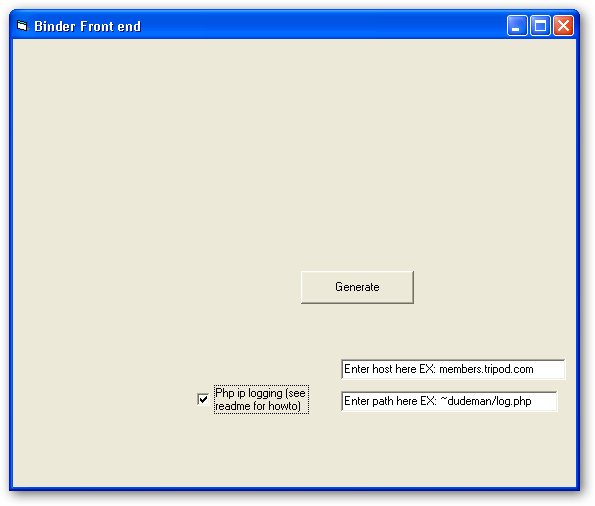 Binder Front end
Generate
Enter host here EX: members.tripod.com
Php ip logging (see
readme for howto)
Enter path here EX: ~dudeman/log.php